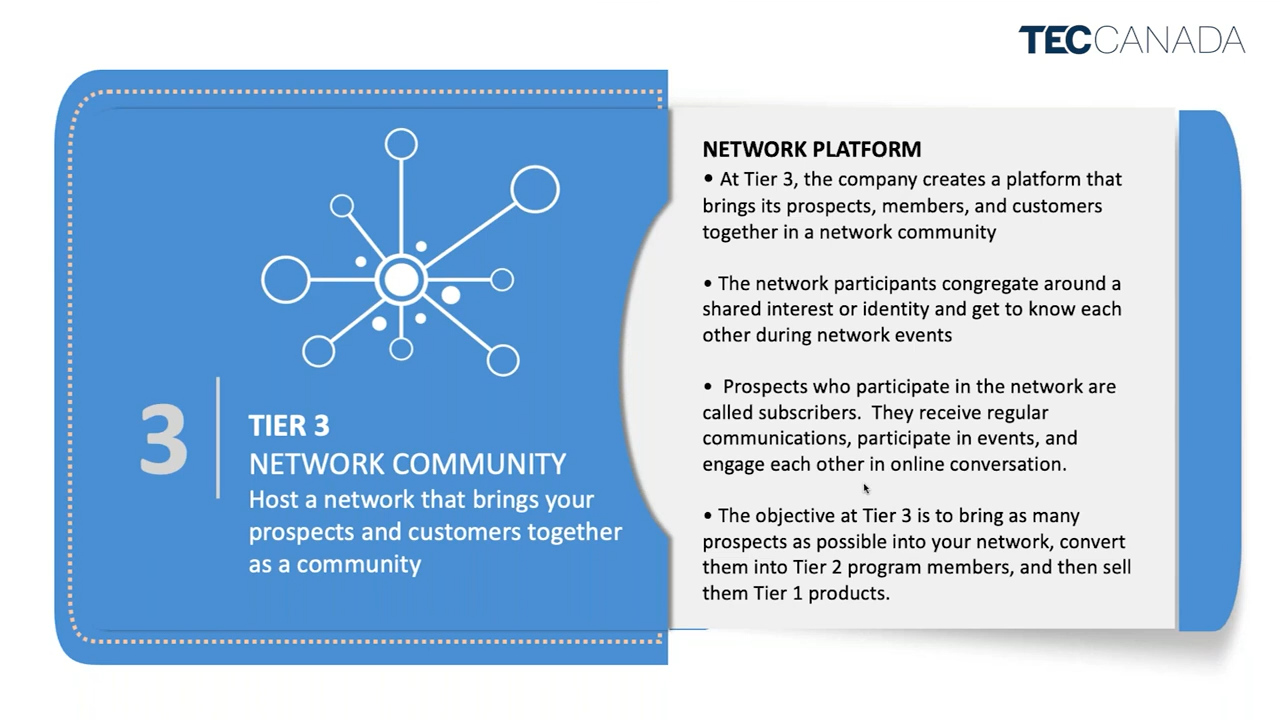 TECCANADA
3
TIER 3
NETWORK COMMUNITY
Host a network that brings your
prospects and customers together
as a community
NETWORK PLATFORM
• At Tier 3, the company creates a platform that
brings its prospects, members, and customers
together in a network community
• The network participants congregate around a
shared interest or identity and get to know each
other during network events
• Prospects who participate in the network are
called subscribers. They receive regular
communications, participate in events, and
engage each other in online conversation.
• The objective at Tier 3 is to bring as many
prospects as possible into your network, convert
them into Tier 2 program members, and then sell
them Tier 1 products.